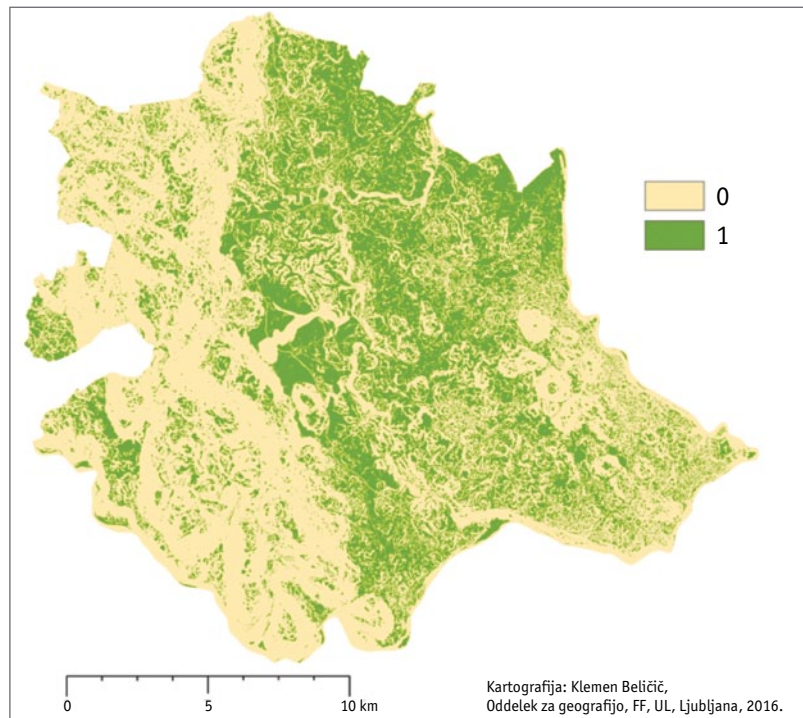 0
1
0 5 10 km
Kartografija: Klemen Beličič,
Oddelek za geografijo, FF, UL, Ljubljana, 2016.